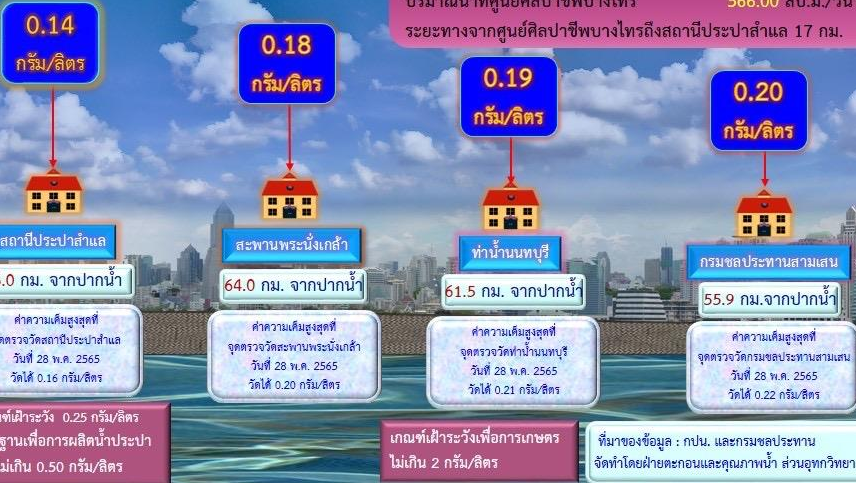 ปริมาณน้ำที่ศูนย์ศิลปาชีพบางไทร 566.00 ลบ.ม./วิน
ระยะทางจากศูนย์ศิลปาชีพบางไทรถึงสถานีประปาสำแล 17 กม.
0.14
กรัม/ลิตร
0.18
กรัม/ลิตร
0.19
กรัม/ลิตร
0.20
กรัม/ลิตร
สถานีประปาสำแล
สะพานพระนั่งเกล้า
ท่าน้ำนนทบุรี
กรมชลประทานสามเสน
.0 กม. จากปากน้ำ
64.0 กม. จากปากน้ำ
61.5 กม. จากปากน้ำ
55.9 กม.จากปากน้ำ
ค่าความเค็มสูงสุดที่
ตรวจวัดสถานีประปาสำแล
วันที่ 28 พ.ค. 2565
วัดได้ 0.16 กรัม/ลิตร
ค่าความเค็มสูงสุดที่
จุดตรวจวัดสะพานพระนั่งเกล้า
วันที่ 28 พ.ค. 2565
วัดได้ 0.20 กรัม/ลิตร
ค่าความเค็มสูงสุดที่
จุดตรวจวัดท่าน้ำนนทบุรี
วันที่ 28 พ.ค. 2565
วัดได้ 0.21 กรัม/ลิตร
ค่าความเค็มสูงสุดที่
จุดตรวจวัดกรมชลประทานสามเสน
วันที่ 28 พ.ค. 2565
วัดได้ 0.22 กรัม/ลิตร
ฑ์เฝ้าระวัง 0.25 กรัม/ลิตร
ฐานเพื่อการผลิตน้ำประปา
ม่เกิน 0.50 กรัม/ลิตร
เกณฑ์เฝ้าระวังเพื่อการเกษตร
ไม่เกิน 2 กรัม/ลิตร
ที่มาของข้อมูล : กปน. และกรมชลประทาน
จัดทำโดยฝ่ายตะกอนและคุณภาพน้ำ ส่วนอุทกวิทยา